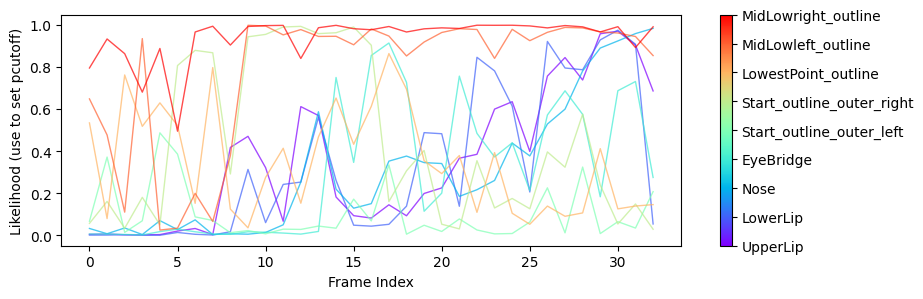 Likelihood (use to set pcutoff)
1.0
0.8
0.6
0.4
0.2
0.0
0
5
10
15
20
25
30
Frame Index
MidLowright_outline
MidLowleft_outline
LowestPoint_outline
Start_outline_outer_right
Start_outline_outer_left
EyeBridge
Nose
LowerLip
UpperLip